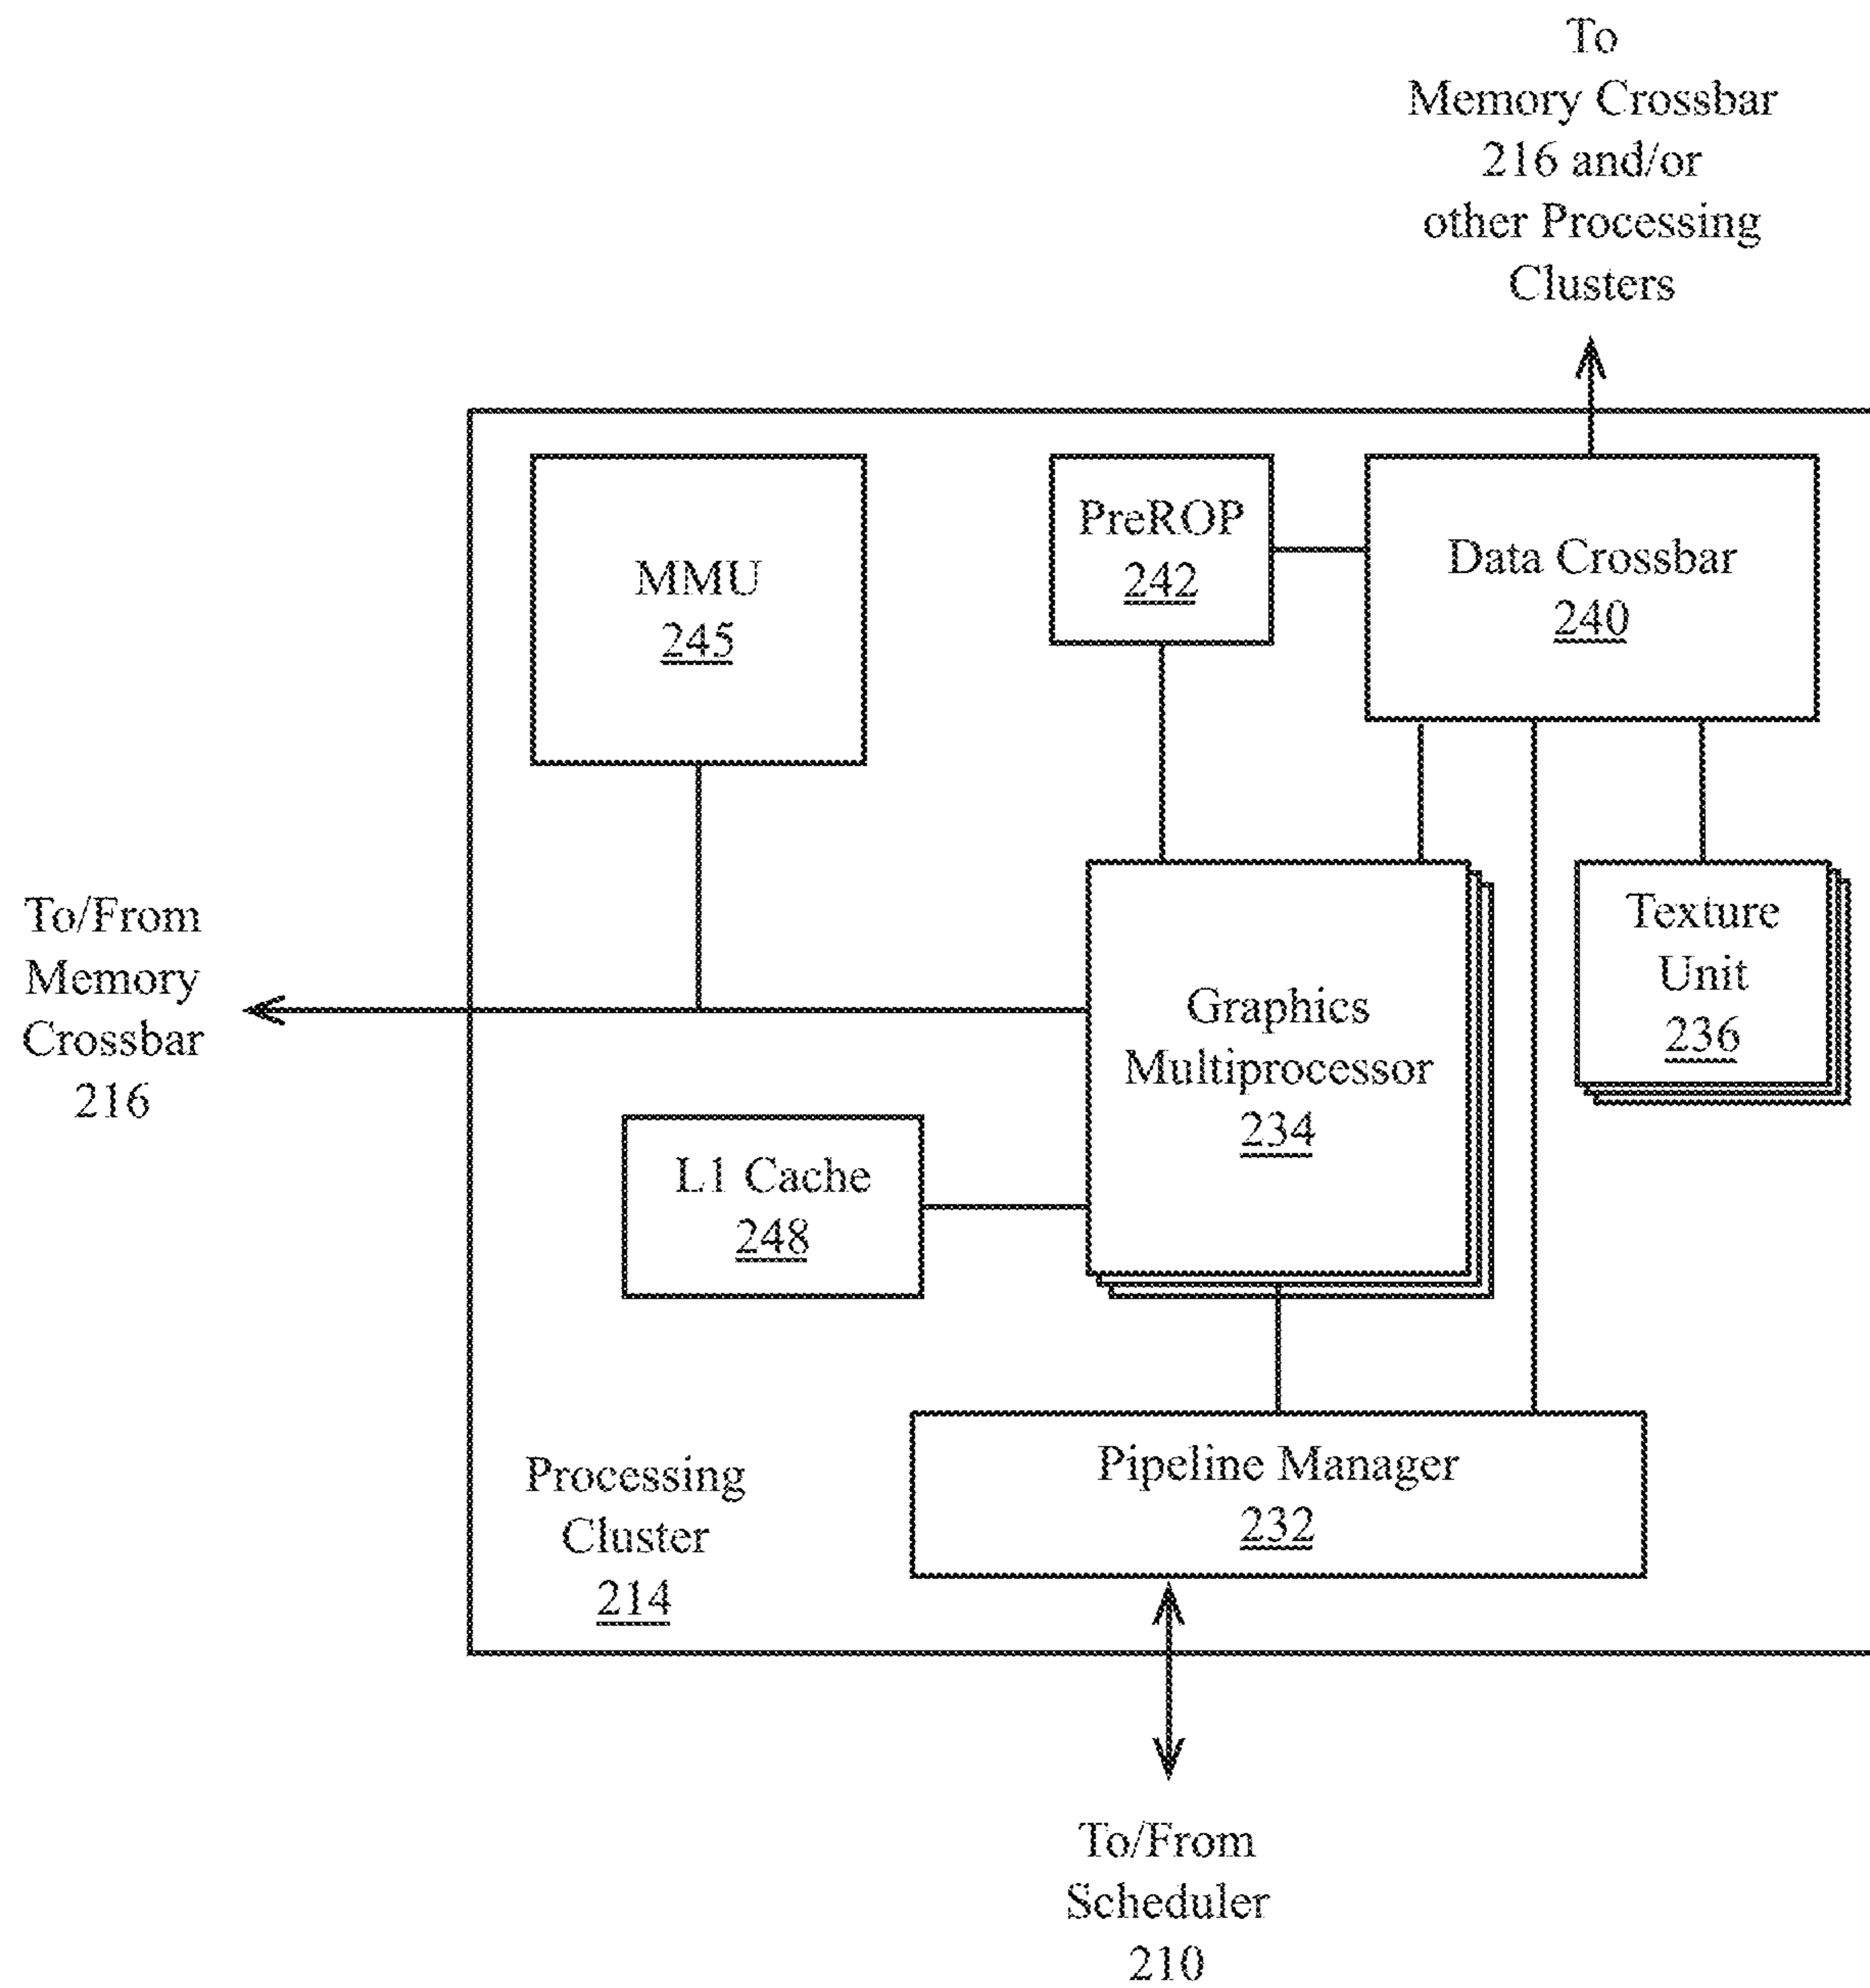 To
Memory Crossbar
216 and/or
other Processing
Clusters
MMU
245
PreROP
242
Data Crossbar
240
To/From
Memory
Crossbar
216
Graphics
Multiprocessor
234
Texture
Unit
236
L1 Cache
248
Processing
Cluster
214
Pipeline Manager
232
To/From
Scheduler
210